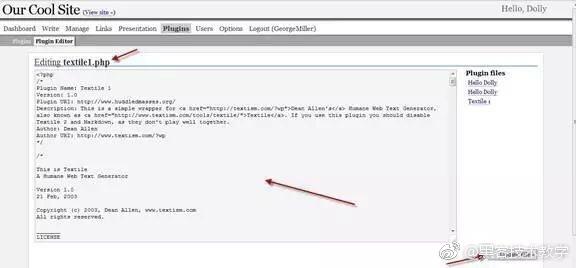 Our Cool Site (View site »)
Hello, Dolly
Dashboard Write Manage Links Presentation Plugins Users Options Logout (GeorgeMiller)
Plugins Plugin Editor
Editing textile1.php
Plugin files
Hello Dolly
Hello Dolly
Textile 1
<?php
/*
Plugin Name: Textile 1
Version: 1.0
Plugin URI: http://www.huddledmasses.org/
Description: This is a simple wrapper for <a href="http://textism.com/?wp">Dean Allen's</a> Humane Web Text Generator,
also known as <a href="http://www.textism.com/tools/textile/">Textile</a>. If you use this plugin you should disable
Textile 2 and Markdown, as they don't play well together.
Author: Dean Allen
Author URI: http://www.textism.com/?wp
*/
/*
This is Textile
A Humane Web Text Generator
Version 1.0
21 Feb, 2003
Copyright (c) 2003, Dean Allen, www.textism.com
All rights reserved.
LICENSE